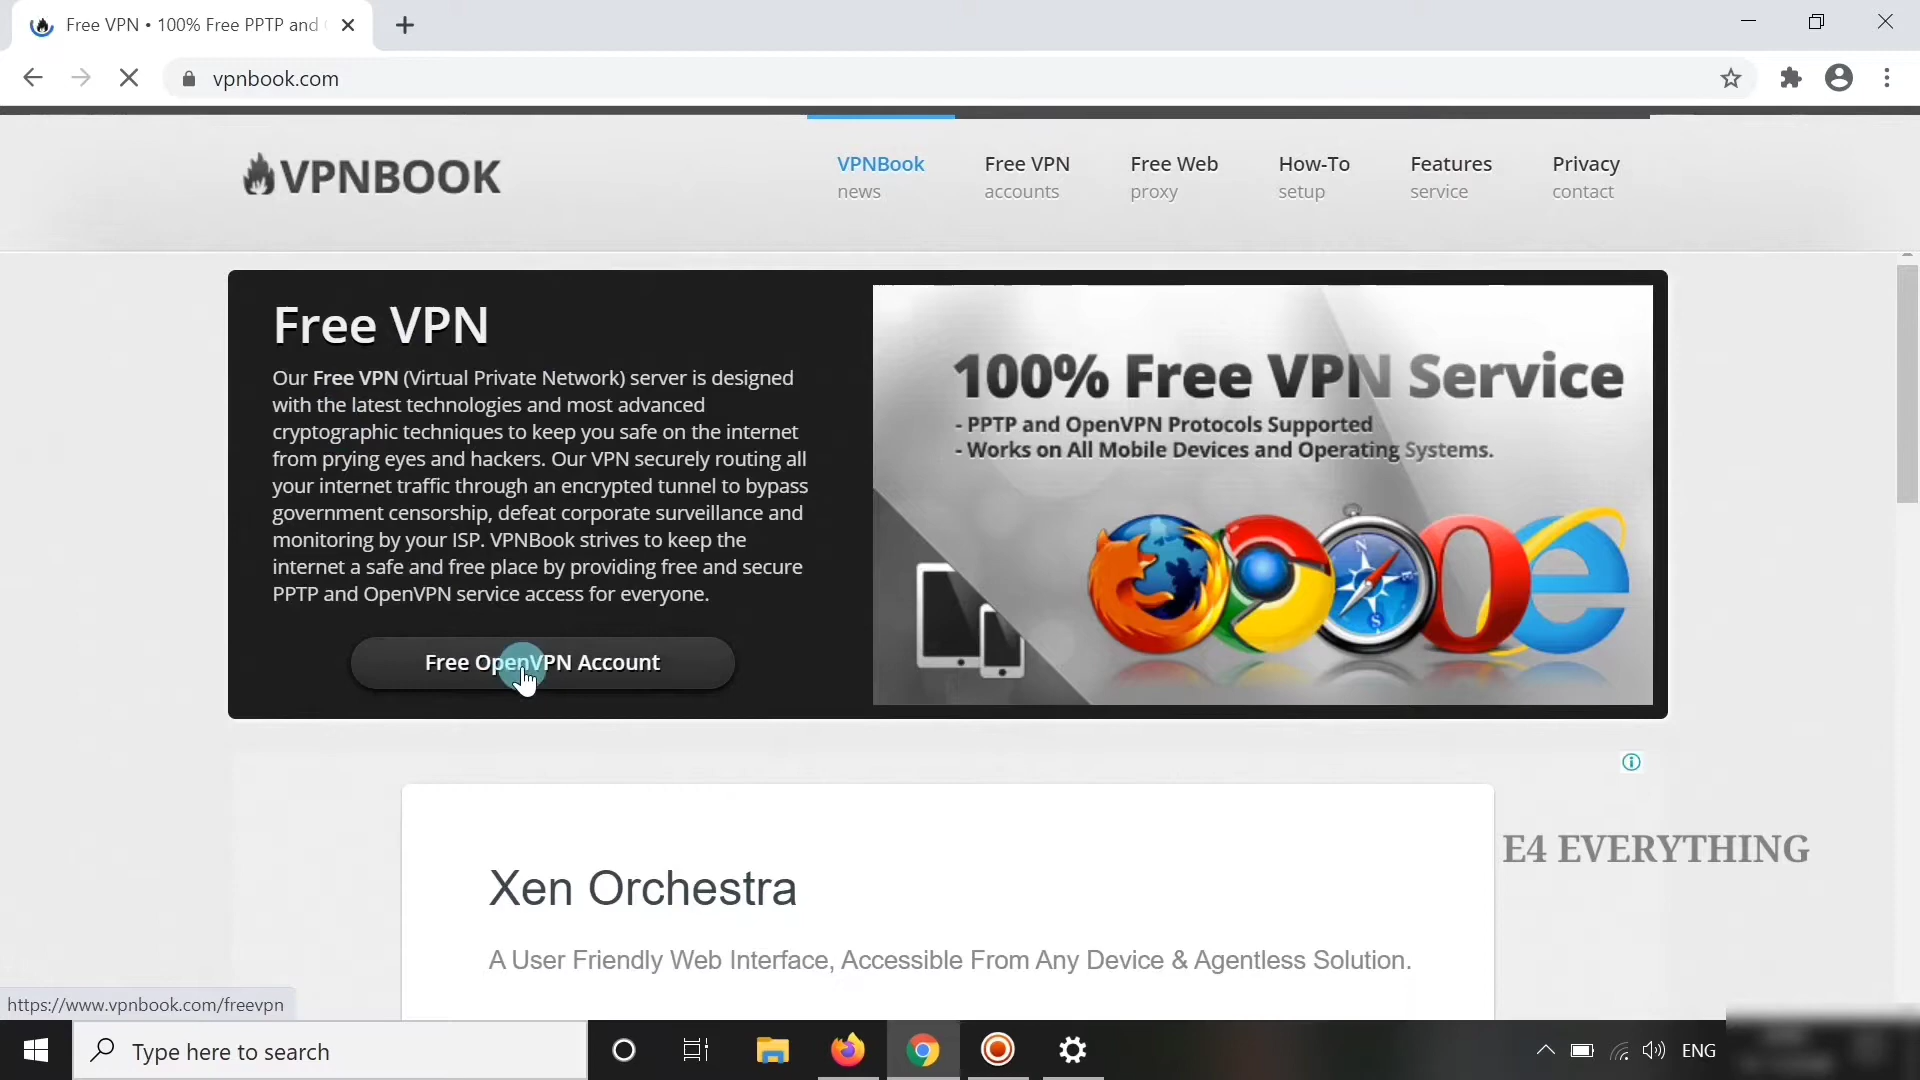 Free VPN • 100% Free PPTP and
vpnbook.com
VPNBOOK
VPNBook
news
Free VPN
accounts
Free Web
proxy
How-To
setup
Features
service
Privacy
contact
Free VPN
Our Free VPN (Virtual Private Network) server is designed
with the latest technologies and most advanced
cryptographic techniques to keep you safe on the internet
from prying eyes and hackers. Our VPN securely routing all
your internet traffic through an encrypted tunnel to bypass
government censorship, defeat corporate surveillance and
monitoring by your ISP. VPNBook strives to keep the
internet a safe and free place by providing free and secure
PPTP and OpenVPN service access for everyone.
Free OpenVPN Account
100% Free VPN Service
- PPTP and OpenVPN Protocols Supported
- Works on All Mobile Devices and Operating Systems.
E4 EVERYTHING
Xen Orchestra
A User Friendly Web Interface, Accessible From Any Device & Agentless Solution.
https://www.vpnbook.com/freevpn
Type here to search
ENG